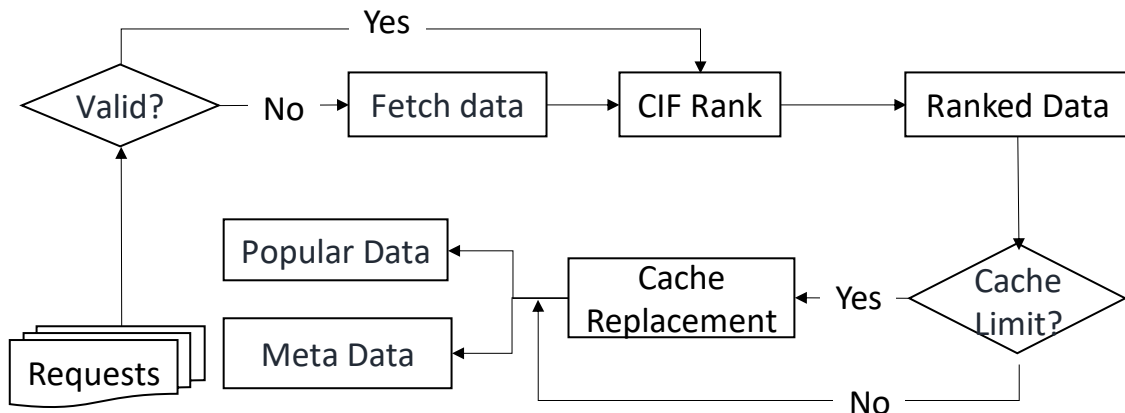 Yes
Valid?
No
Fetch data
CIF Rank
Ranked Data
Popular Data
Cache
Replacement
Yes
Cache
Limit?
Meta Data
Requests
No